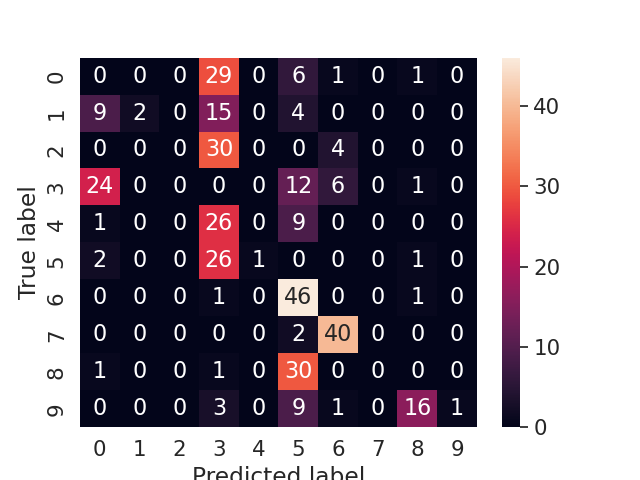 0 0 0 0 29 0 6 1 0 1 0
1 9 2 0 15 0 4 0 0 0 0
2 0 0 0 30 0 0 4 0 0 0
3 24 0 0 0 0 12 6 0 1 0
4 1 0 0 26 0 9 0 0 0 0
5 2 0 0 26 1 0 0 0 1 0
6 0 0 0 1 0 46 0 0 1 0
7 0 0 0 0 0 2 40 0 0 0
8 1 0 0 1 0 30 0 0 0 0
9 0 0 0 3 0 9 1 0 16 1
0 1 2 3 4 5 6 7 8 9
Predicted label
True label
40
30
20
10
0